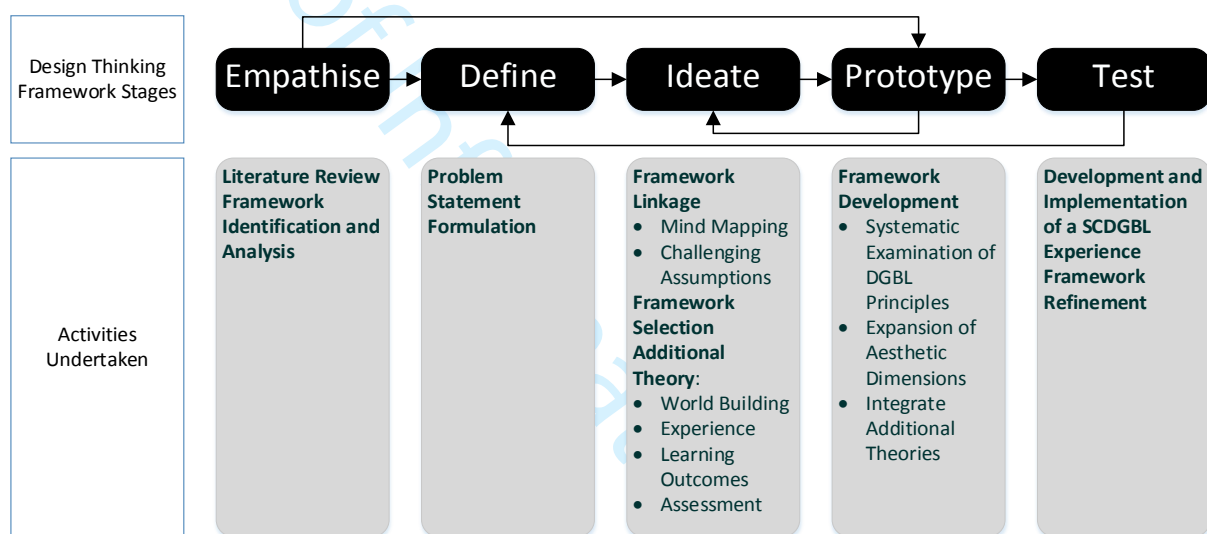 Design Thinking
Framework Stages
Empathise
Define
Ideate
Prototype
Test
Activities
Undertaken
Literature Review
Framework
Identification and
Analysis
Problem
Statement
Formulation
Framework
Linkage
• Mind Mapping
• Challenging
Assumptions
Framework
Selection
Additional
Theory:
• World Building
• Experience
• Learning
Outcomes
• Assessment
Framework
Development
• Systematic
Examination of
DGBL
Principles
• Expansion of
Aesthetic
Dimensions
• Integrate
Additional
Theories
Development and
Implementation
of a SCDGBL
Experience
Framework
Refinement
of Inf